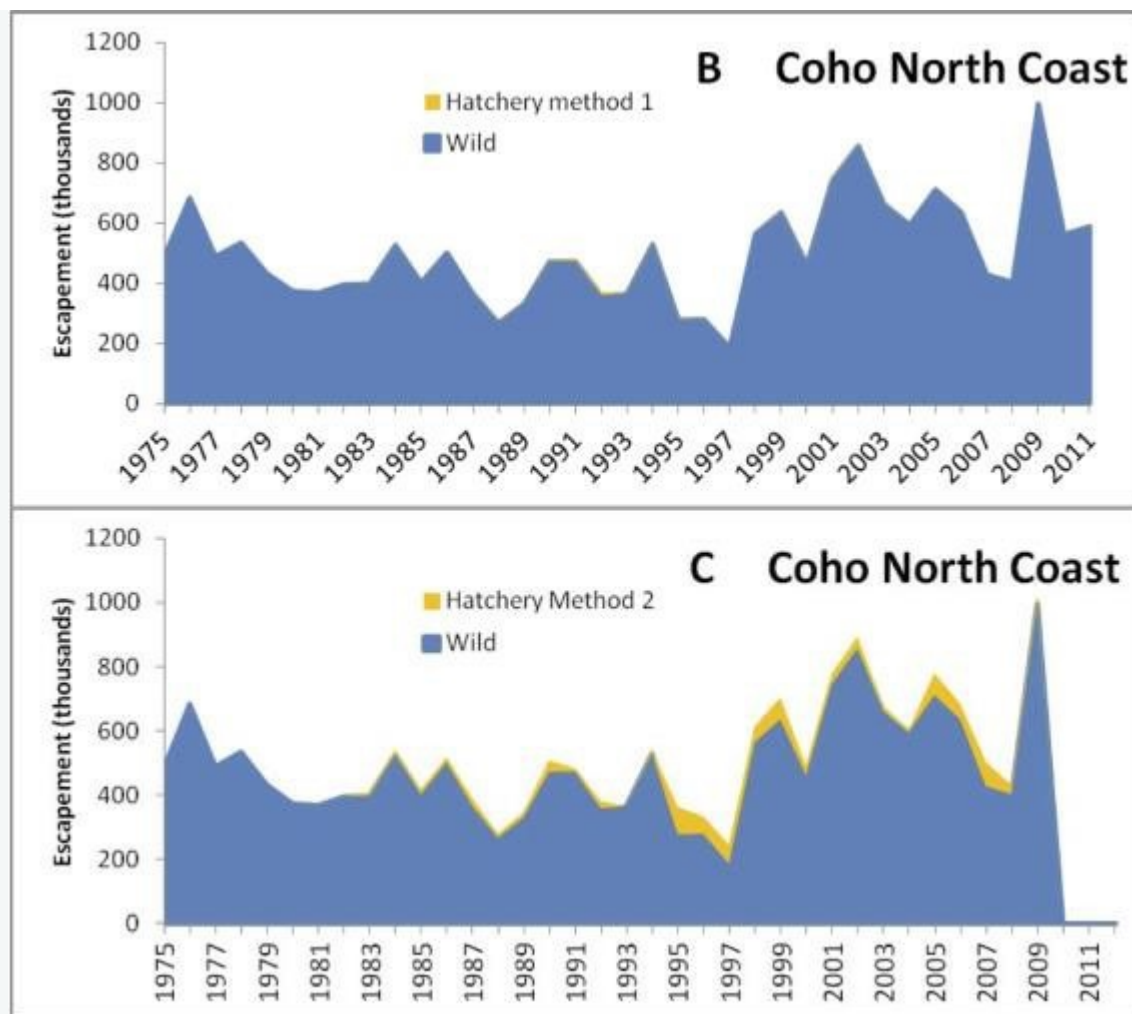 B Coho North Coast
Hatchery method 1
Wild
Escapement (thousands)
1200
1000
800
600
400
200
0
1975 1977 1979 1981 1983 1985 1987 1989 1991 1993 1995 1997 1999 2001 2003 2005 2007 2009 2011
C Coho North Coast
Hatchery Method 2
Wild
Escapement (thousands)
1200
1000
800
600
400
200
0
1975 1977 1979 1981 1983 1985 1987 1989 1991 1993 1995 1997 1999 2001 2003 2005 2007 2009 2011